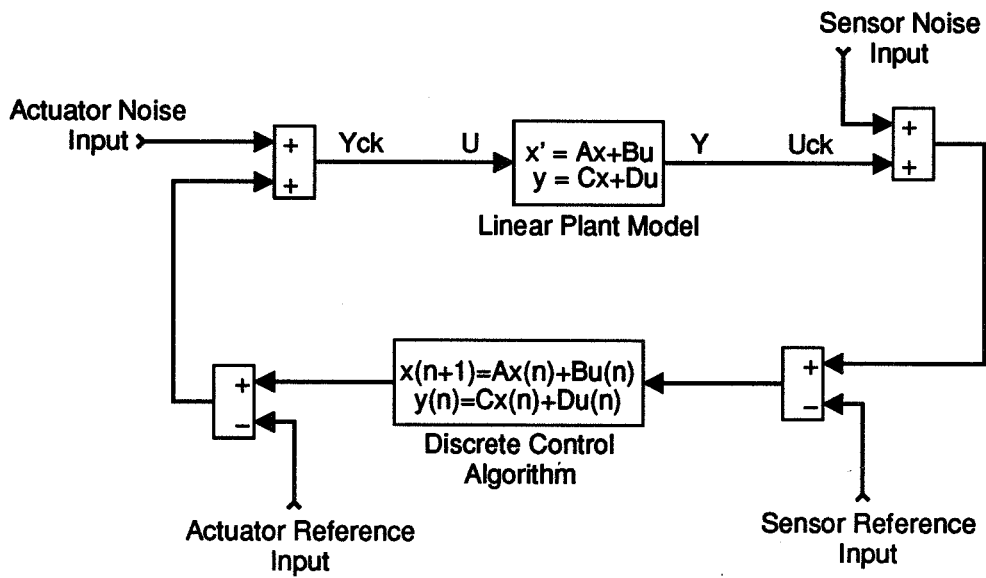 Sensor Noise
Input
Actuator Noise
Input
+
+
Yck
U
x' = Ax+Bu
y = Cx+Du
Y
Uck
+
+
Linear Plant Model
+
−
x(n+1)=Ax(n)+Bu(n)
y(n)=Cx(n)+Du(n)
+
−
Discrete Control
Algorithm
Actuator Reference
Input
Sensor Reference
Input